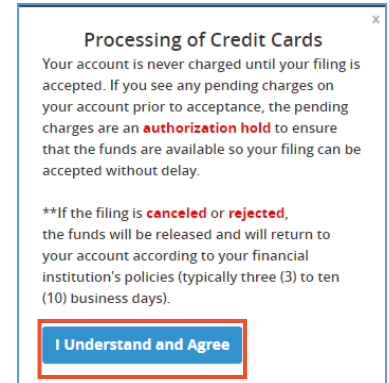 x
Processing of Credit Cards
Your account is never charged until your filing is
accepted. If you see any pending charges on
your account prior to acceptance, the pending
charges are an authorization hold to ensure
that the funds are available so your filing can be
accepted without delay.
**If the filing is canceled or rejected,
the funds will be released and will return to
your account according to your financial
institution's policies (typically three (3) to ten
(10) business days).
I Understand and Agree